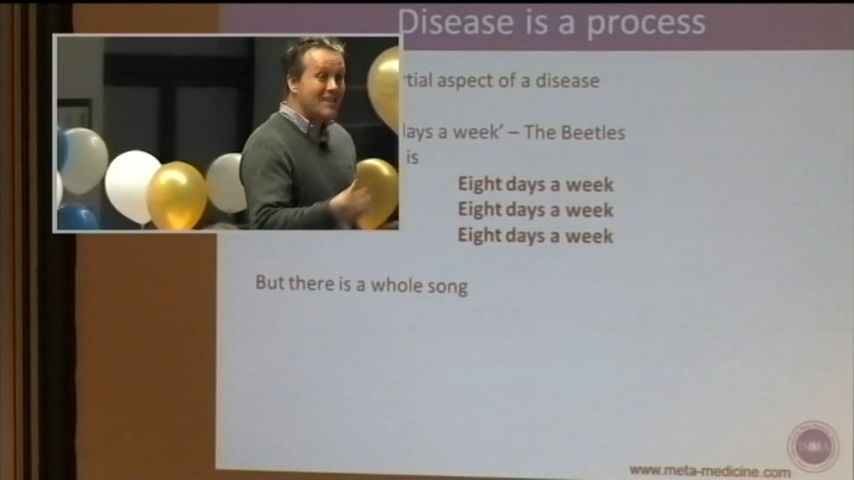 Disease is a process
rtial aspect of a disease
days a week’ – The Beetles
is
Eight days a week
Eight days a week
Eight days a week
But there is a whole song
www.meta-medicine.com